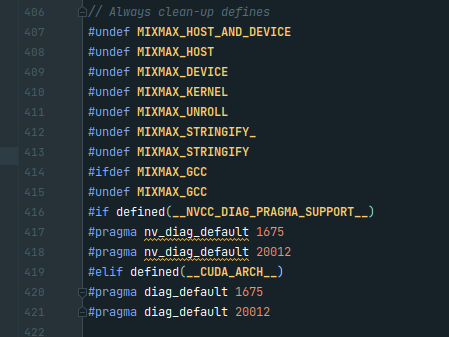 406 // Always clean-up defines
407 #undef MIXMAX_HOST_AND_DEVICE
408 #undef MIXMAX_HOST
409 #undef MIXMAX_DEVICE
410 #undef MIXMAX_KERNEL
411 #undef MIXMAX_UNROLL
412 #undef MIXMAX_STRINGIFY_
413 #undef MIXMAX_STRINGIFY
414 #ifdef MIXMAX_GCC
415 #undef MIXMAX_GCC
416 #if defined(__NVCC_DIAG_PRAGMA_SUPPORT__)
417 #pragma nv_diag_default 1675
418 #pragma nv_diag_default 20012
419 #elif defined(__CUDA_ARCH__)
420 #pragma diag_default 1675
421 #pragma diag_default 20012
422